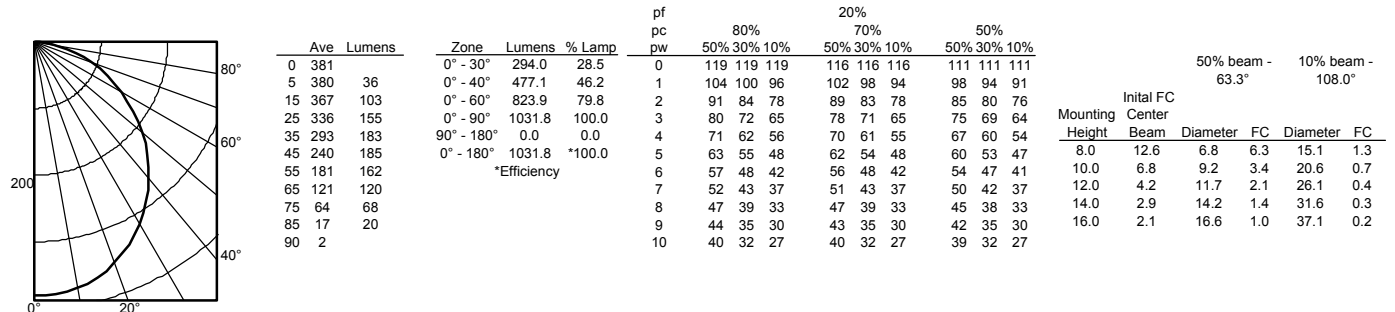 200
80°
60°
40°
0° 20°
Ave Lumens
0 381
5 380 36
15 367 103
25 336 155
35 293 183
45 240 185
55 181 162
65 121 120
75 64 68
85 17 20
90 2
Zone Lumens % Lamp
0° - 30° 294.0 28.5
0° - 40° 477.1 46.2
0° - 60° 823.9 79.8
0° - 90° 1031.8 100.0
90° - 180° 0.0 0.0
0° - 180° 1031.8 *100.0
*Efficiency
pf 20%
pc 80% 70% 50%
pw 50% 30% 10% 50% 30% 10% 50% 30% 10%
0 119 119 119 116 116 116 111 111 111
1 104 100 96 102 98 94 98 94 91
2 91 84 78 89 83 78 85 80 76
3 80 72 65 78 71 65 75 69 64
4 71 62 56 70 61 55 67 60 54
5 63 55 48 62 54 48 60 53 47
6 57 48 42 56 48 42 54 47 41
7 52 43 37 51 43 37 50 42 37
8 47 39 33 47 39 33 45 38 33
9 44 35 30 43 35 30 42 35 30
10 40 32 27 40 32 27 39 32 27
50% beam - 10% beam -
63.3° 108.0°
Inital FC
Mounting Center
Height Beam Diameter FC Diameter FC
8.0 12.6 6.8 6.3 15.1 1.3
10.0 6.8 9.2 3.4 20.6 0.7
12.0 4.2 11.7 2.1 26.1 0.4
14.0 2.9 14.2 1.4 31.6 0.3
16.0 2.1 16.6 1.0 37.1 0.2